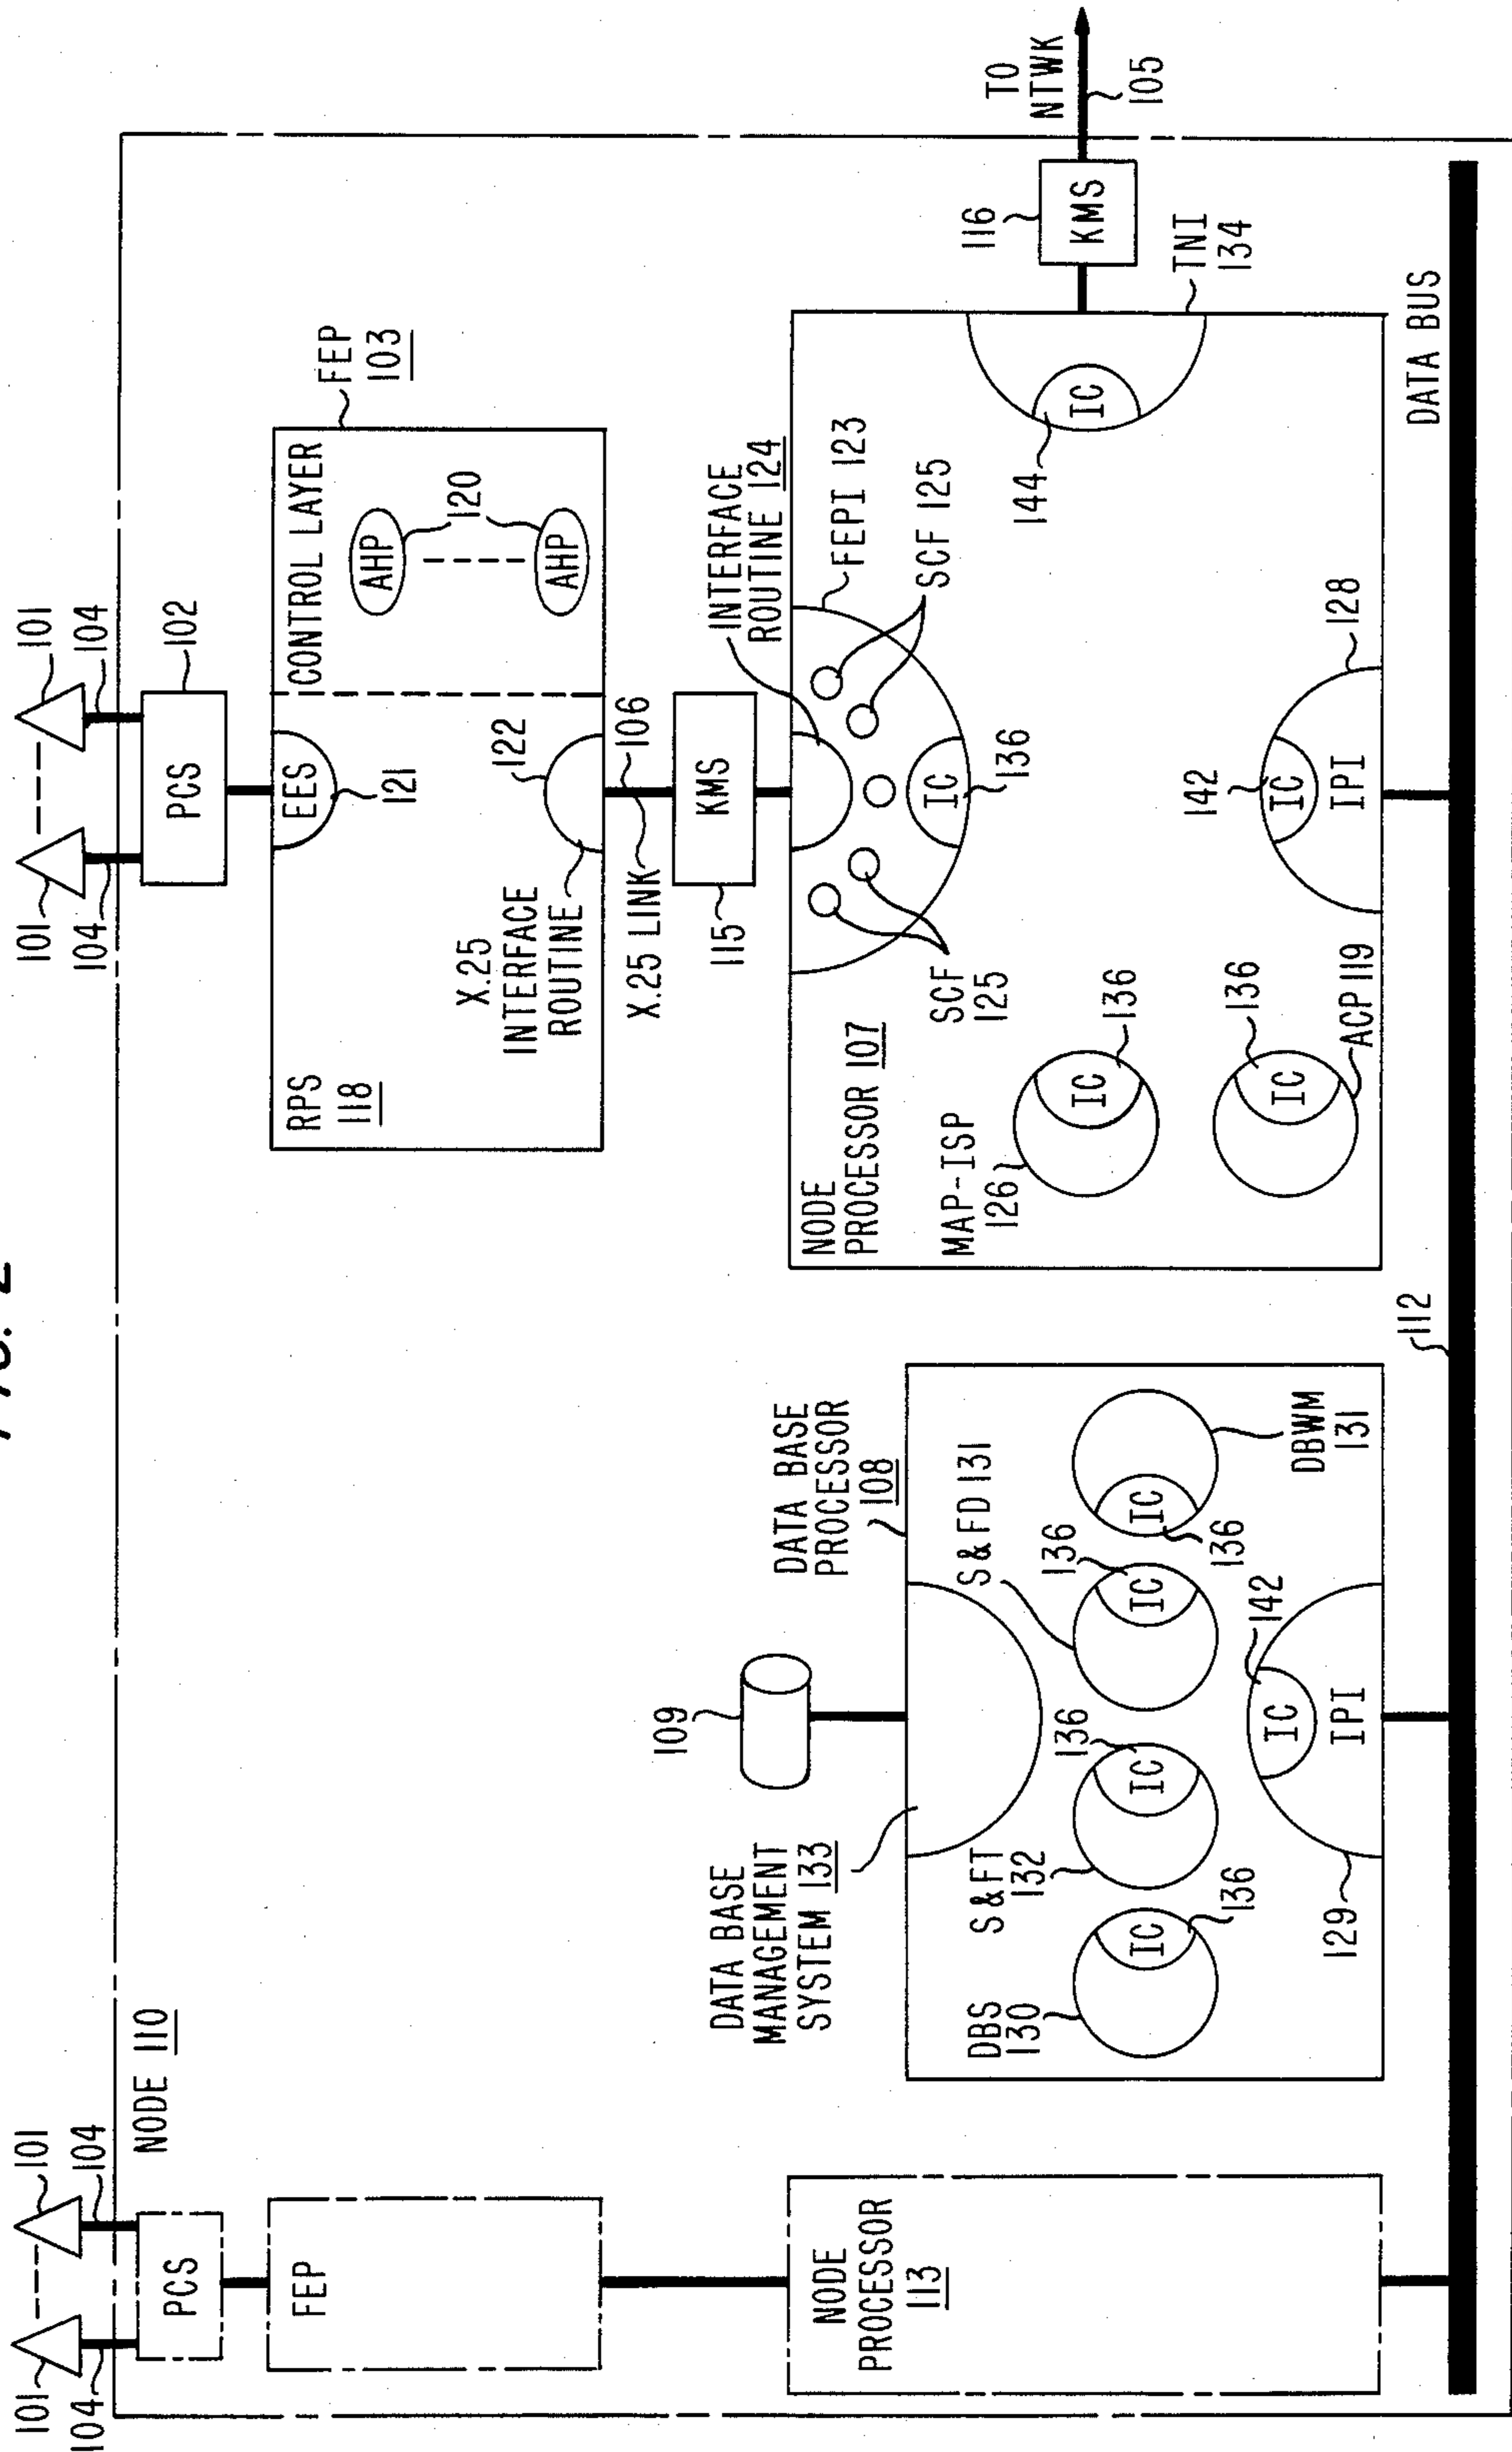 FIG. 2
101
101
104
104
NODE 110
PCS
FEP
NODE
PROCESSOR
113
101
101
104
104
PCS
102
EES
121
CONTROL LAYER
FEP
103
AHP
120
AHP
RPS
118
X.25
INTERFACE
ROUTINE
122
X.25 LINK
106
KMS
115
INTERFACE
ROUTINE 124
FEPI 123
SCF 125
SCF
125
IC
136
NODE
PROCESSOR 107
MAP-ISP
126
IC
136
IC
136
ACP 119
IC
142
IPI
128
IC
144
TNI
134
KMS
116
TO
NTWK
105
109
DATA BASE
MANAGEMENT
SYSTEM 133
DATA BASE
PROCESSOR
108
DBS
130
IC
136
S&FT
132
IC
136
S&FD 131
IC
136
DBWM
131
IC
136
IC
142
IPI
129
112
DATA BUS